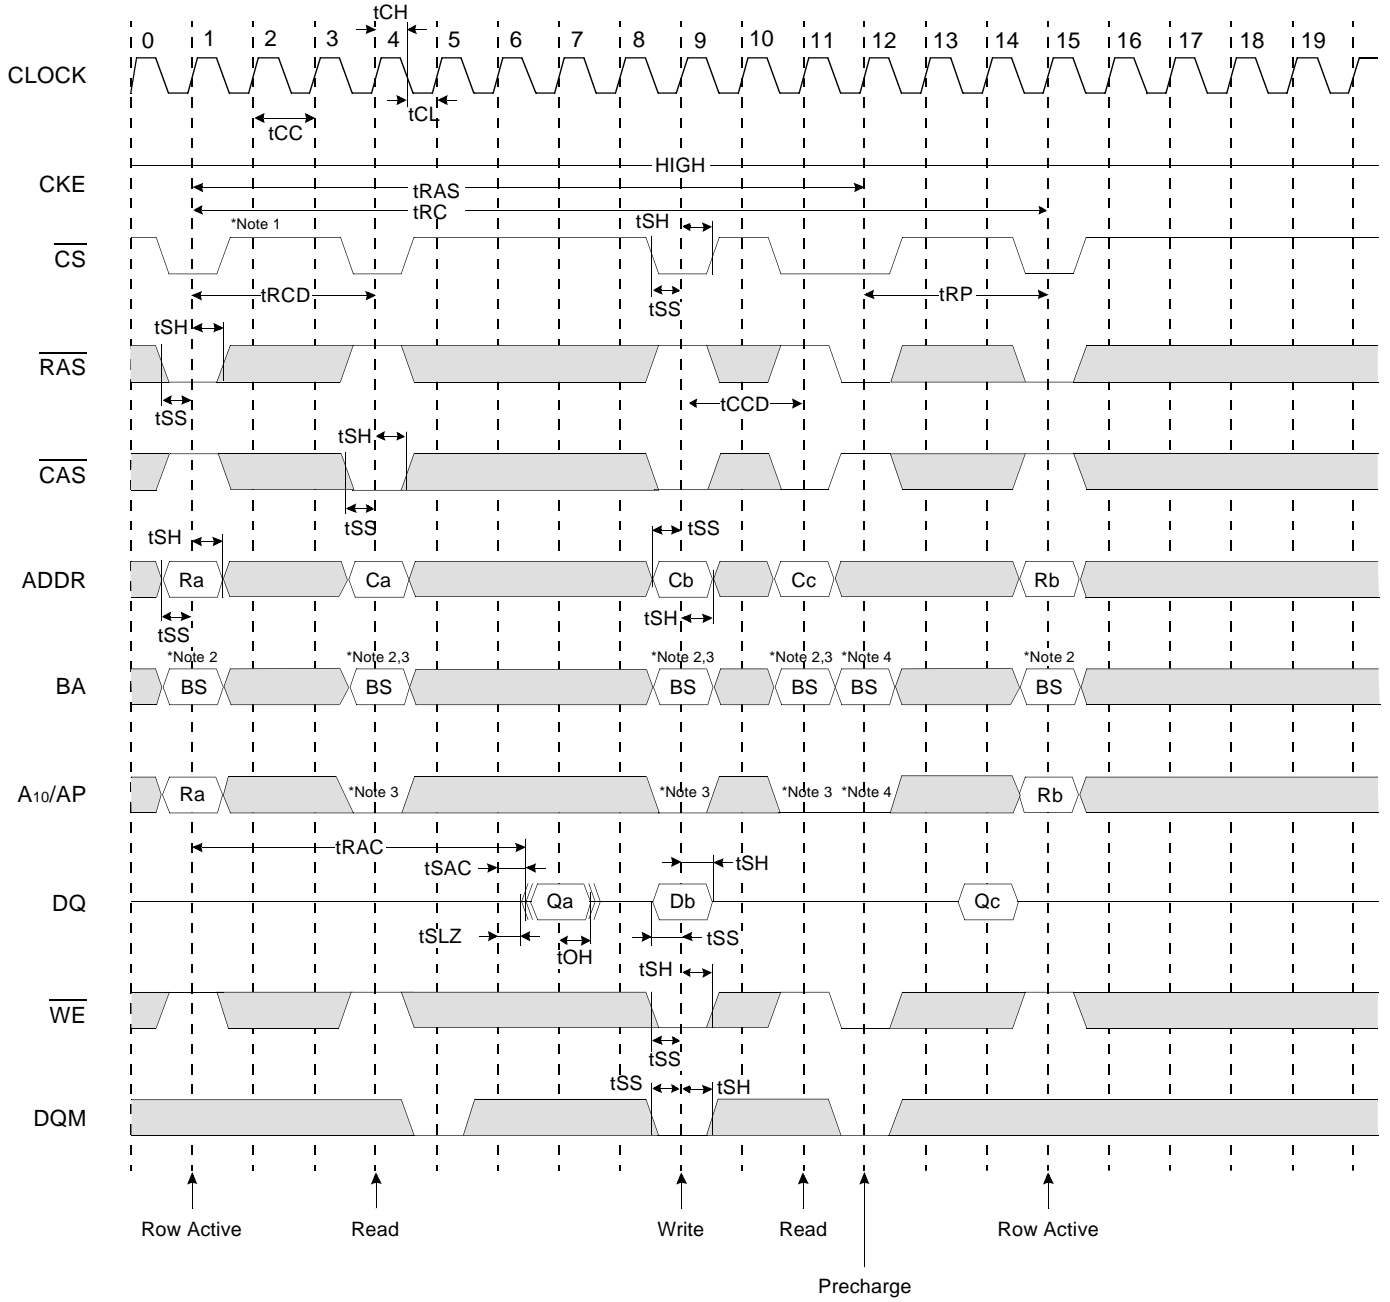 tCH
0 1 2 3 4 5 6 7 8 9 10 11 12 13 14 15 16 17 18 19
CLOCK
tCL
tCC
HIGH
CKE
tRAS
tRC
*Note 1
tSH
CS
tRCD
tSS
tRP
tSH
RAS
tSS
tCCD
tSH
CAS
tSS
tSS
tSH
ADDR
Ra Ca Cb Cc Rb
tSH
tSS
*Note 2 *Note 2,3 *Note 2,3 *Note 2,3 *Note 4 *Note 2
BA
BS BS BS BS BS BS
A10/AP
Ra *Note 3 *Note 3 *Note 3 *Note 4 Rb
tRAC
tSAC
tSH
DQ
Qa Db Qc
tSLZ
tOH
tSS
tSH
WE
tSS
tSS
tSH
DQM
Row Active Read Write Read Row Active
Precharge